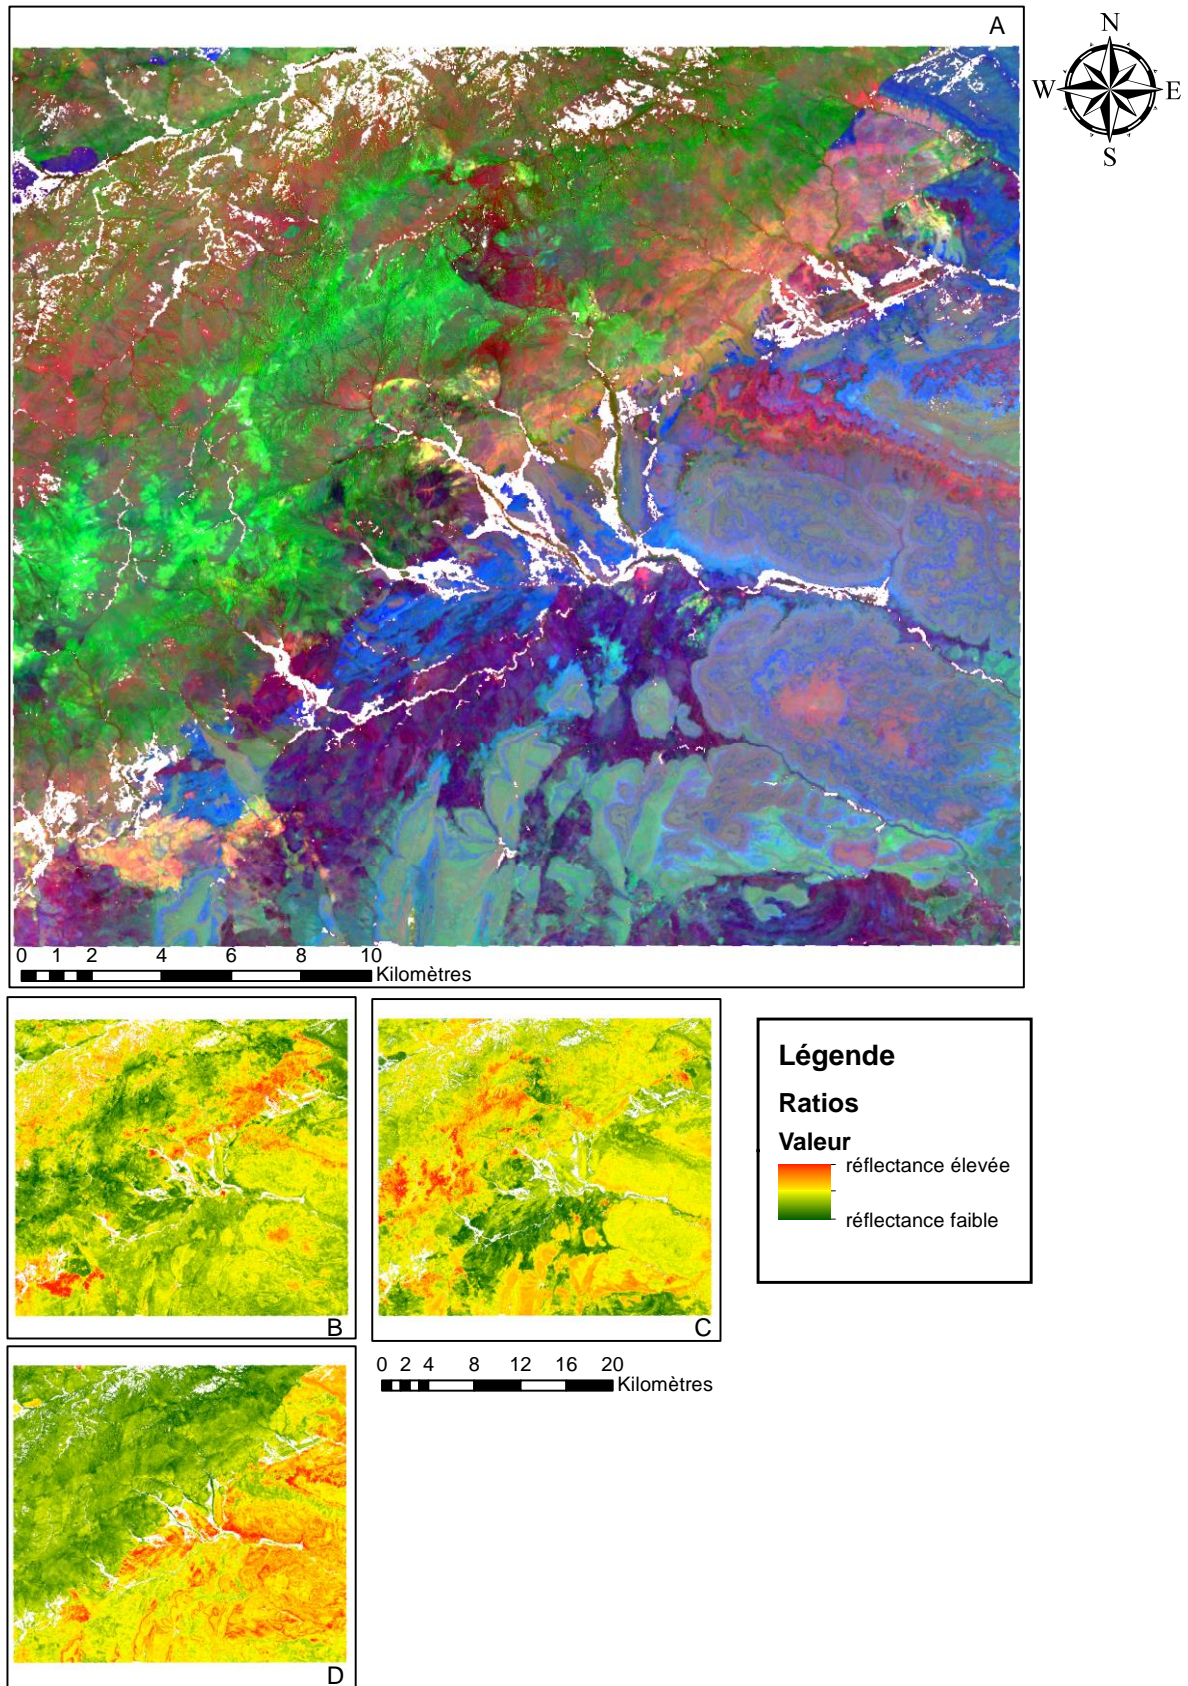 A
N
W E
S
0 1 2 4 6 8 10
Kilomètres
B
C
Légende
Ratios
Valeur
réflectance élevée
réflectance faible
0 2 4 8 12 16 20
Kilomètres
D